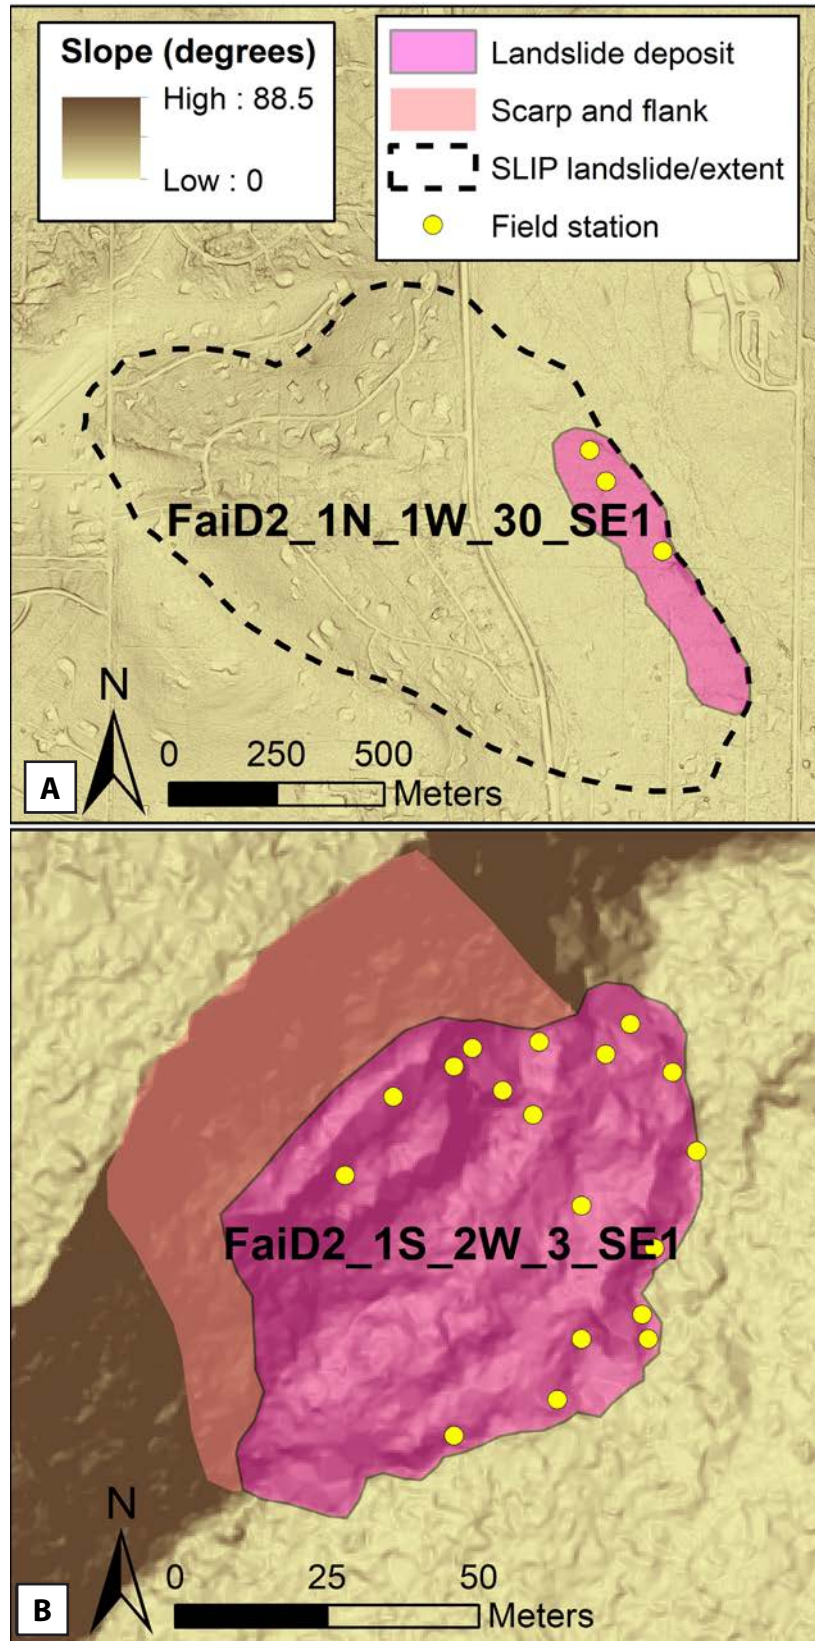 Slope (degrees)
High : 88.5
Low : 0
Landslide deposit
Scarp and flank
SLIP landslide/extent
Field station
FaiD2_1N_1W_30_SE1
N
0 250 500
Meters
A
FaiD2_1S_2W_3_SE1
N
0 25 50
Meters
B